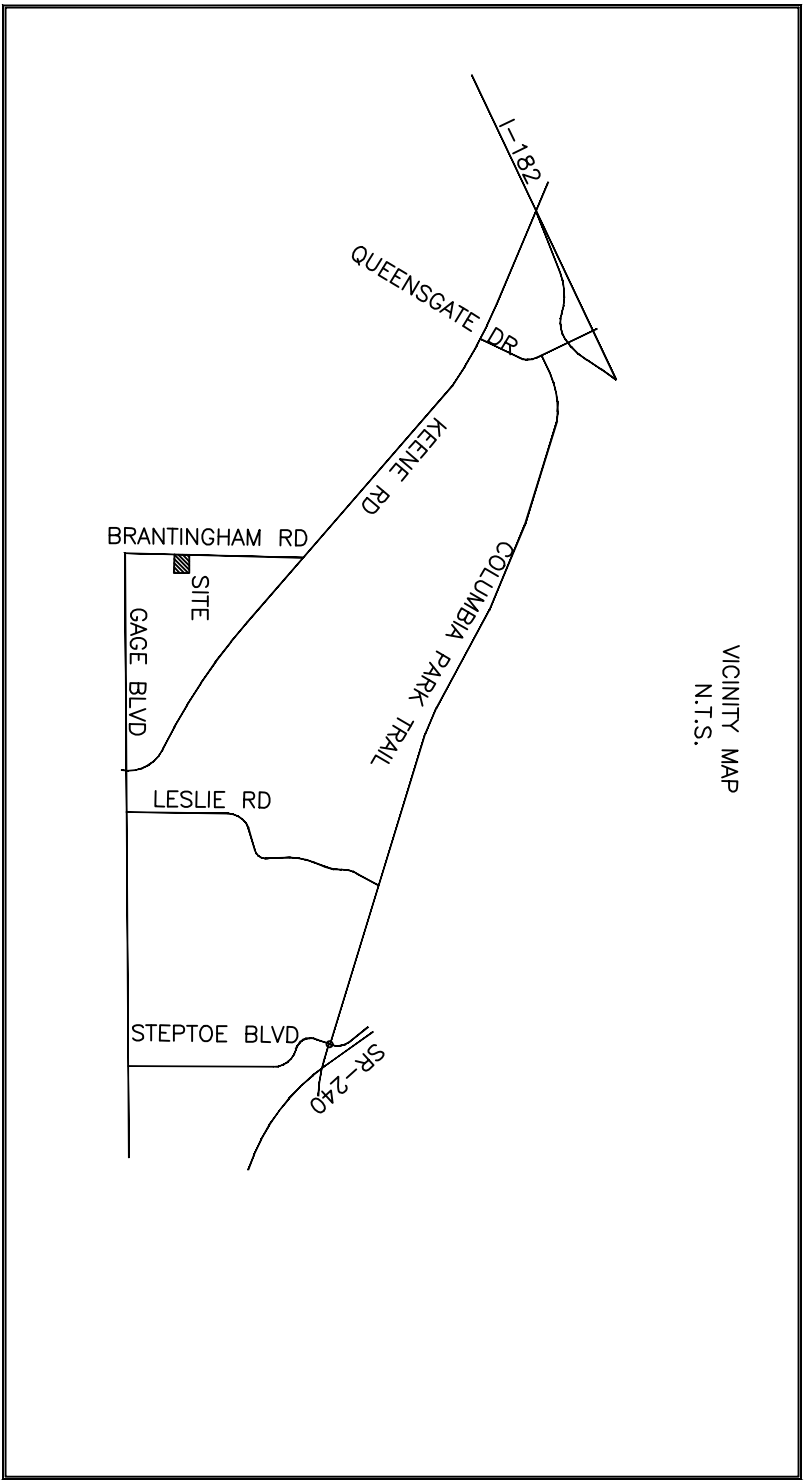 VICINITY MAP
N.T.S.
I-182
QUEENSGATE DR
KEENE RD
COLUMBIA PARK TRAIL
BRANTINGHAM RD
SITE
GAGE BLVD
LESLIE RD
STEPTOE BLVD
SR-240